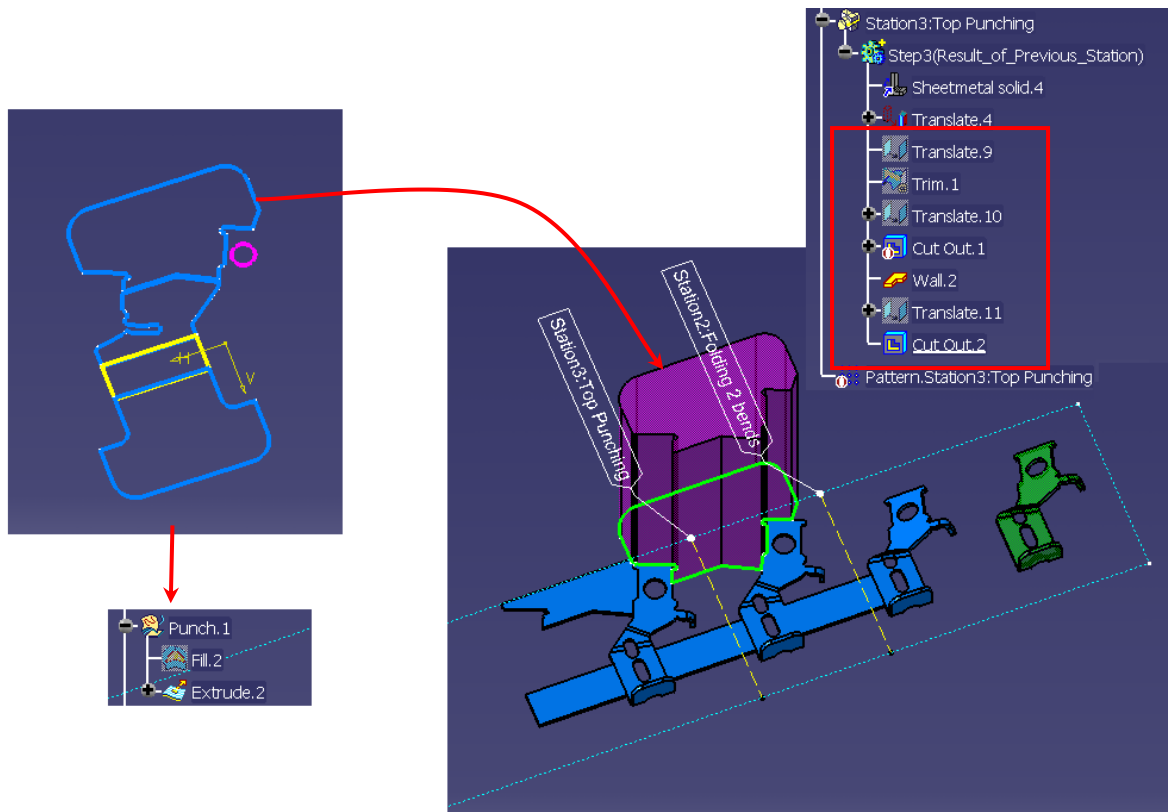 Station3:Top Punching
Step3(Result_of_Previous_Station)
Sheetmetal solid.4
Translate.4
Translate.9
Trim.1
Translate.10
Cut Out.1
Wall.2
Translate.11
Cut Out.2
Pattern.Station3:Top Punching
H
V
Station2:Folding 2 bends
Station3:Top Punching
Punch.1
Fill.2
Extrude.2